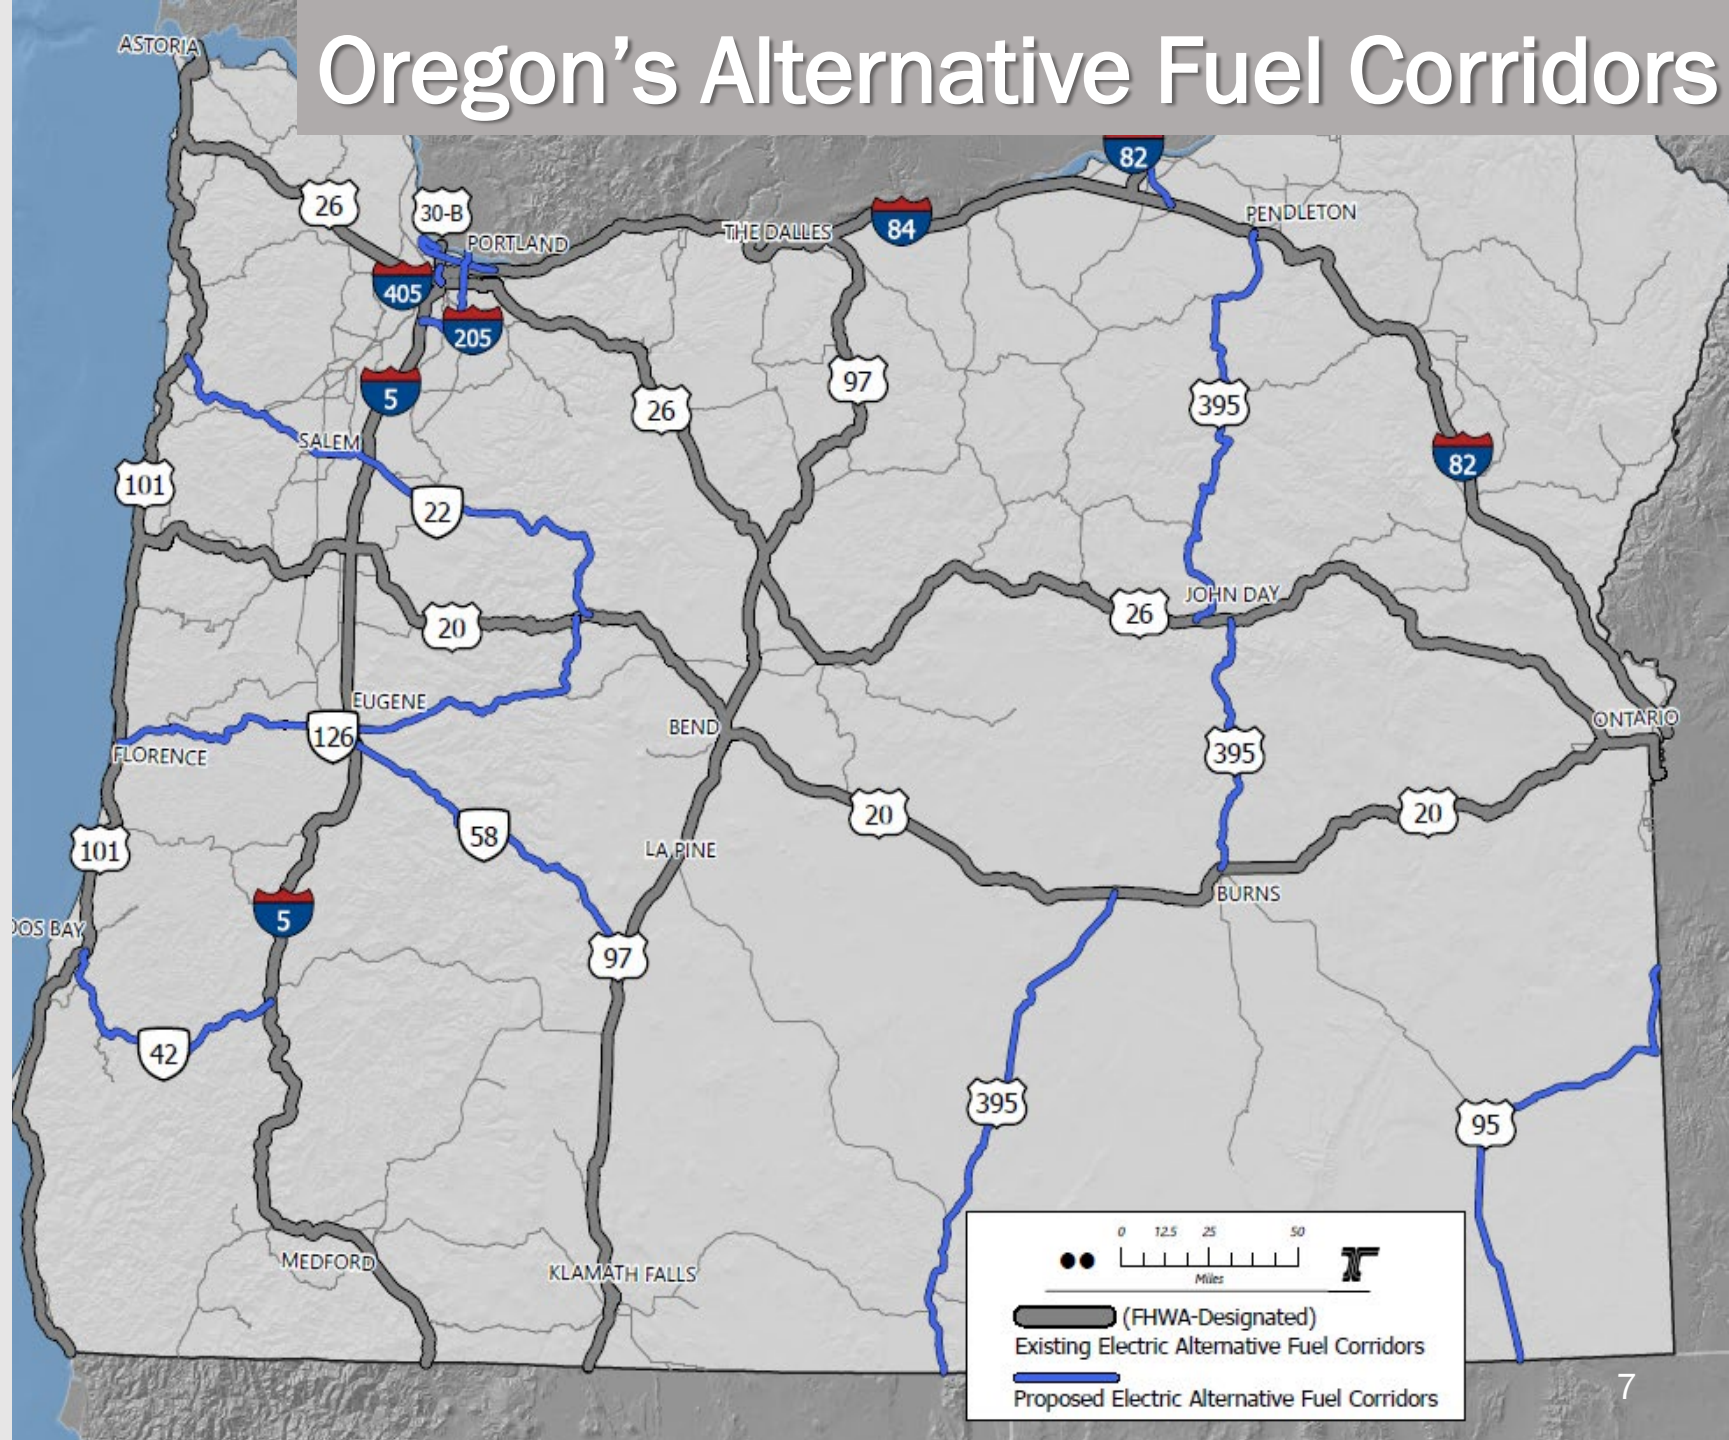 Oregon's Alternative Fuel Corridors
ASTORIA
82
26
30-B
PENDLETON
84
PORTLAND
THE DALLES
405
205
5
97
26
395
SALEM
82
101
22
JOHN DAY
26
20
EUGENE
ONTARIO
BEND
126
FLORENCE
395
20
20
58
101
LA PINE
BURNS
5
OOS BAY
97
42
395
95
MEDFORD
KLAMATH FALLS
0 12.5 25 50
Miles
(FHWA-Designated)
Existing Electric Alternative Fuel Corridors
Proposed Electric Alternative Fuel Corridors
7